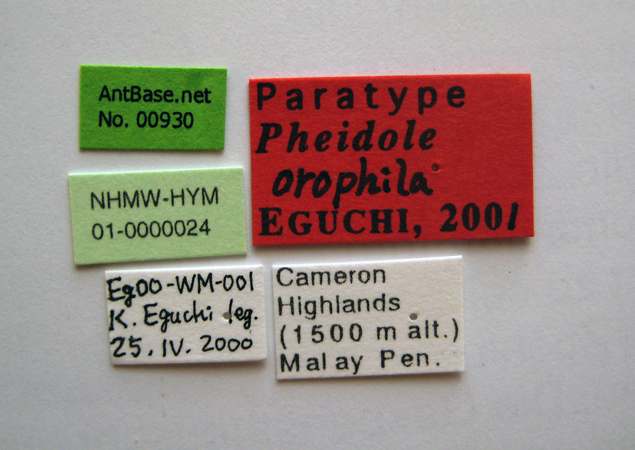 AntBase.net
No. 00930
Paratype
Pheidole
orophila
EGUCHI, 2001
NHMW-HYM
01-0000024
Eg00-WM-001
K. Eguchi leg.
25. IV. 2000
Cameron
Highlands
(1500 m alt.)
Malay Pen.